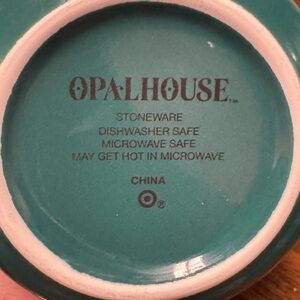 OPALHOUSE™
STONEWARE
DISHWASHER SAFE
MICROWAVE SAFE
MAY GET HOT IN MICROWAVE
CHINA
®